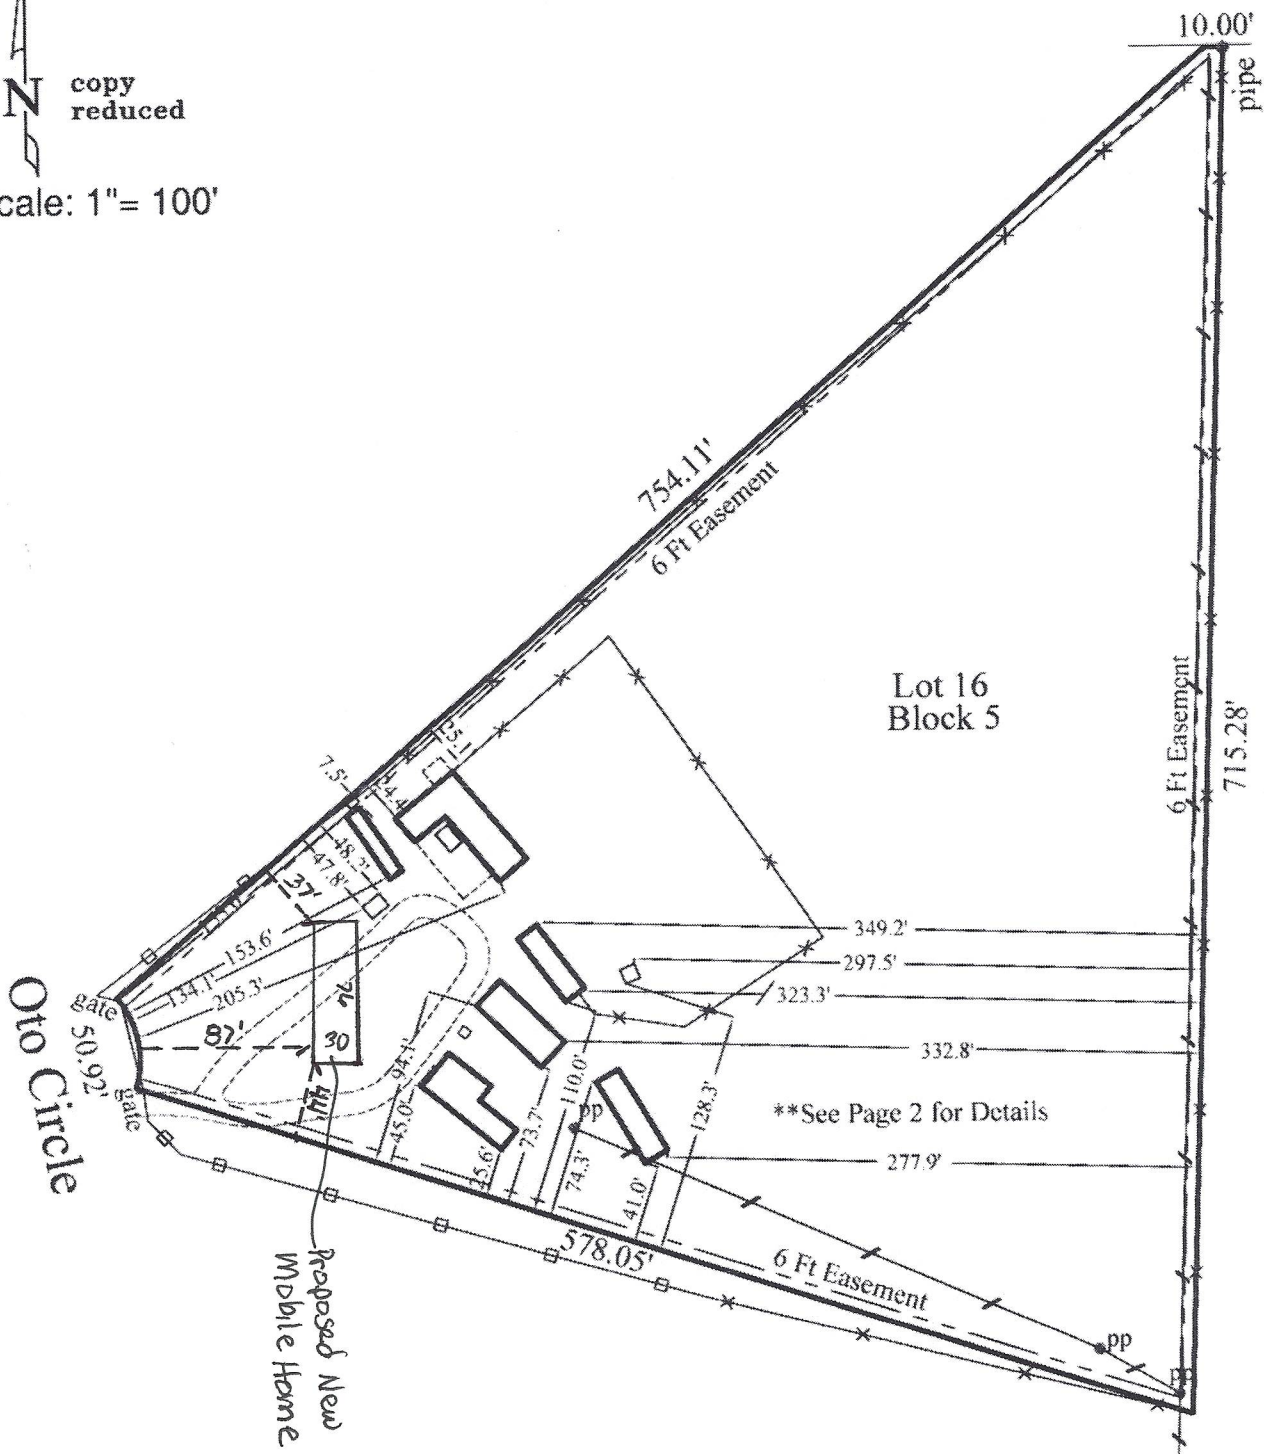 10.00'
pipe
N
copy
reduced
cale: 1"= 100'
754.11'
6 Ft Easement
Lot 16
Block 5
6 Ft Easement
715.28'
25'
7.5'
24.4'
48.2'
47.8'
37'
153.6'
134.1'
205.3'
87'
76
30
44'
gate
50.92'
gate
Oto Circle
349.2'
297.5'
323.3'
332.8'
94.1'
45.0'
110.0'
73.7'
25.6'
pp
74.3'
41.0'
128.3'
**See Page 2 for Details
277.9'
578.05'
6 Ft Easement
pp
pp
Proposed New
Mobile Home